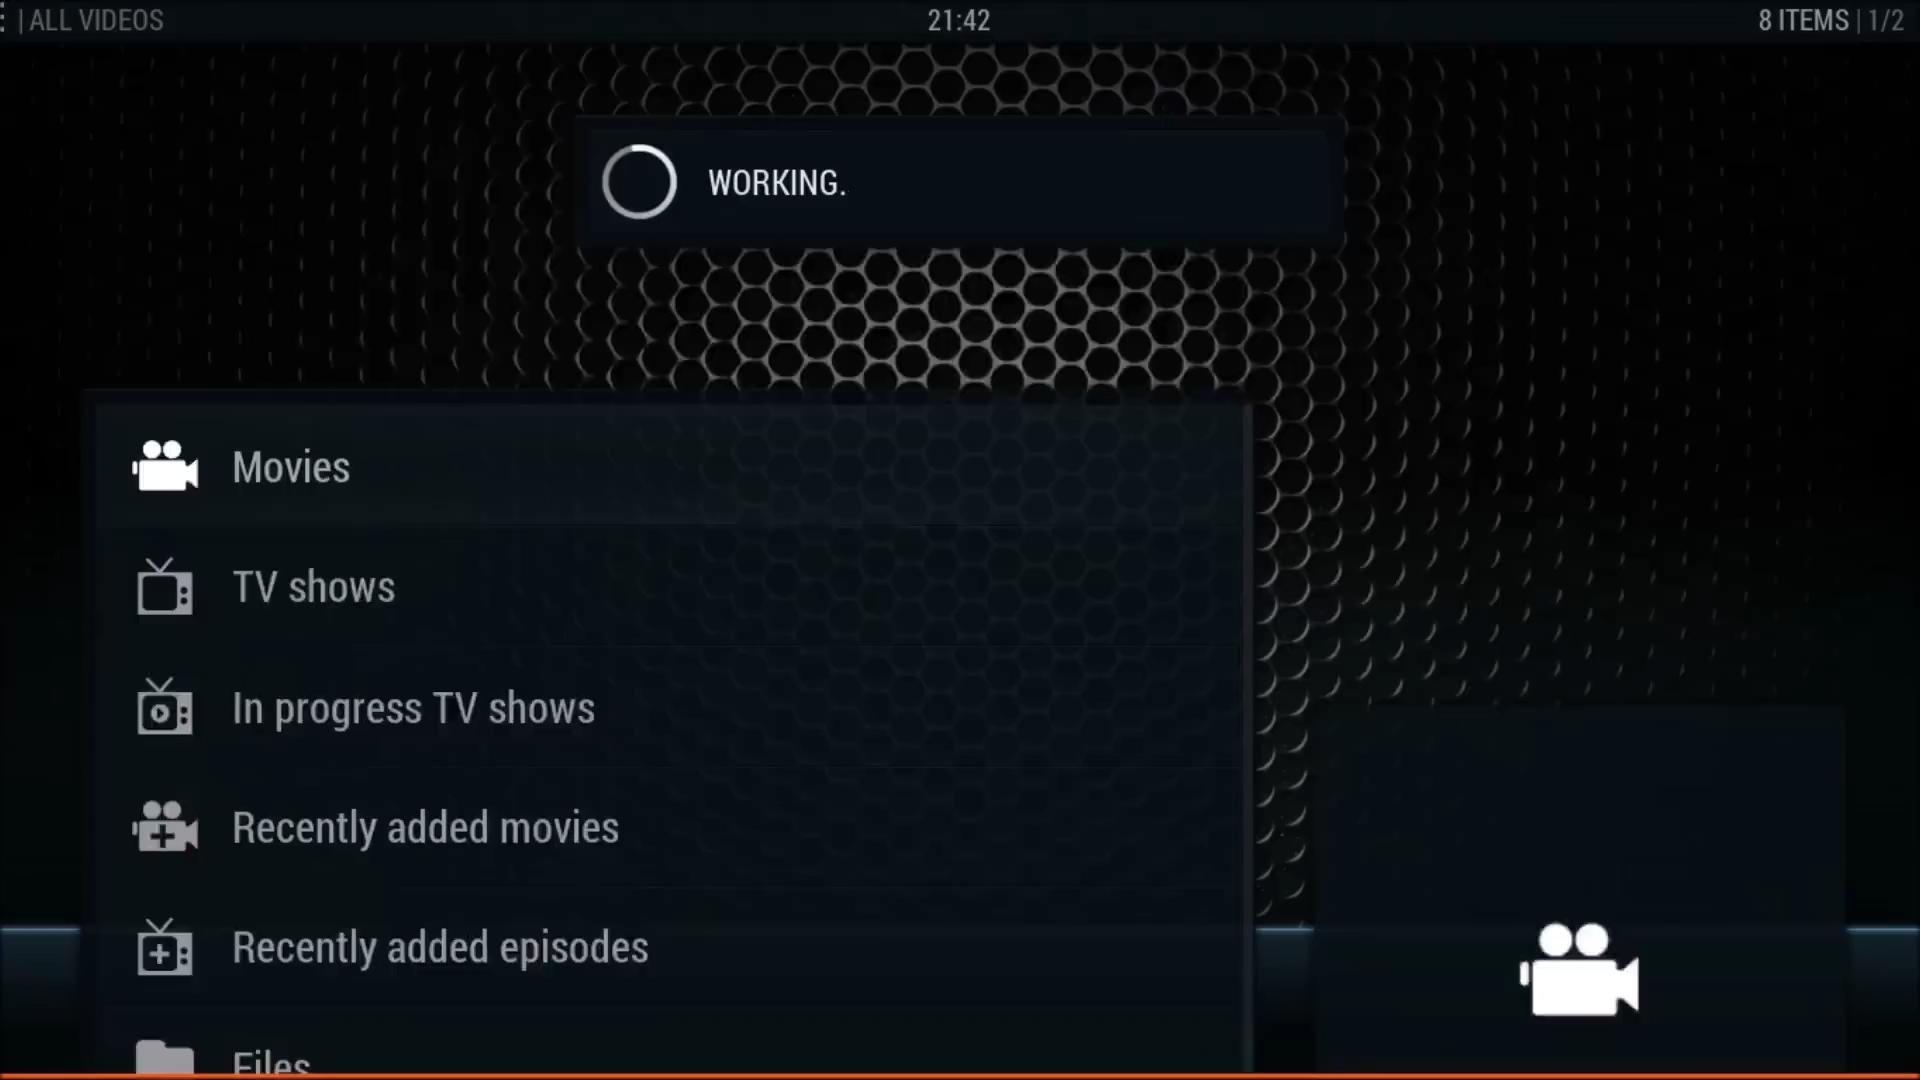 | ALL VIDEOS
21:42
8 ITEMS | 1/2
WORKING.
Movies
TV shows
In progress TV shows
Recently added movies
Recently added episodes
Files